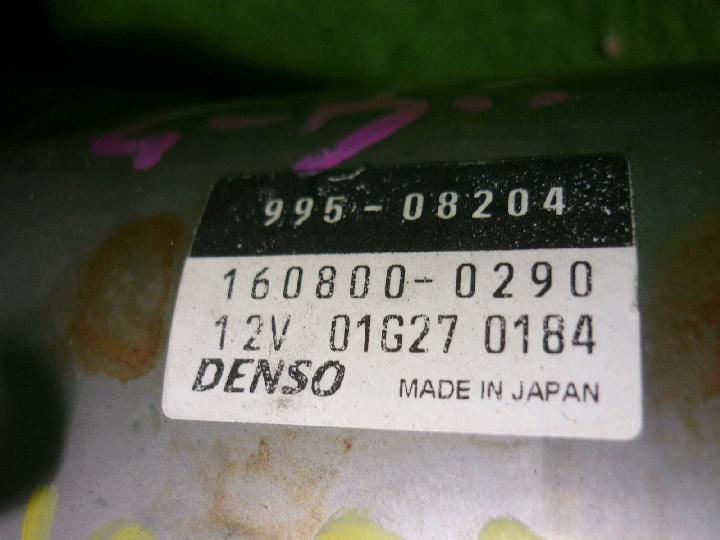 995-08204
160800-0290
12V 01G27 0184
DENSO MADE IN JAPAN